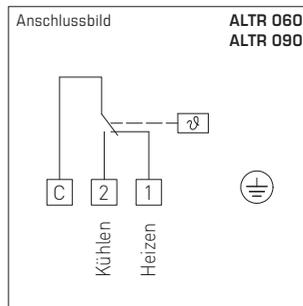 Anschlussbild
ALTR 060
ALTR 090
ϑ
C 2 1
Kühlen
Heizen